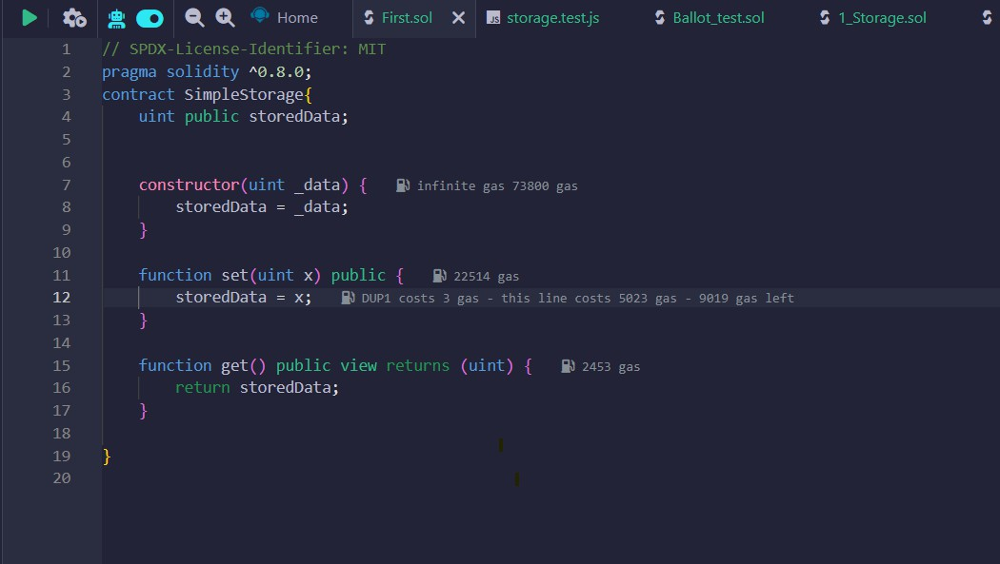 Home First.sol JS storage.test.js Ballot_test.sol 1_Storage.sol
1 // SPDX-License-Identifier: MIT
2 pragma solidity ^0.8.0;
3 contract SimpleStorage{
4 uint public storedData;
5
6
7 constructor(uint _data) { infinite gas 73800 gas
8 storedData = _data;
9 }
10
11 function set(uint x) public { 22514 gas
12 storedData = x; DUP1 costs 3 gas - this line costs 5023 gas - 9019 gas left
13 }
14
15 function get() public view returns (uint) { 2453 gas
16 return storedData;
17 }
18
19 }
20